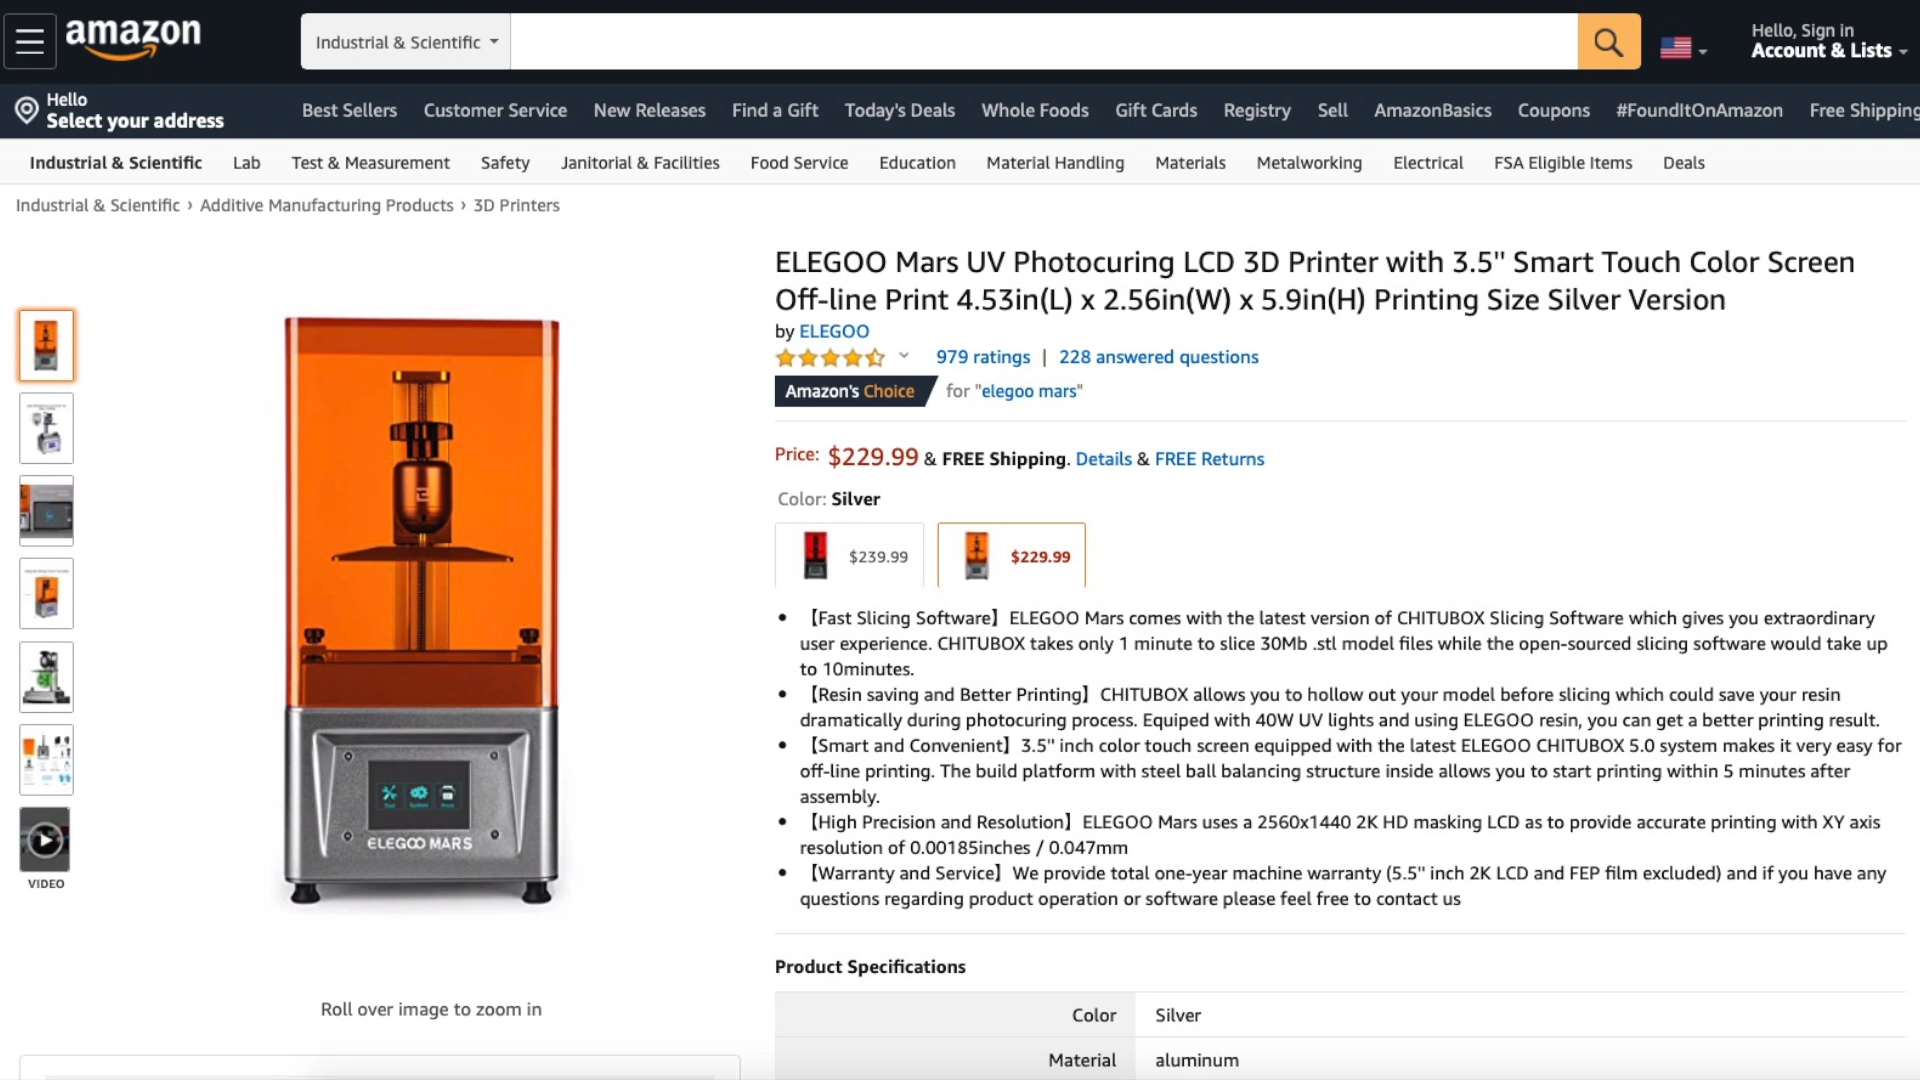 amazon
Industrial & Scientific
Hello, Sign in
Account & Lists
Hello
Select your address
Best Sellers Customer Service New Releases Find a Gift Today's Deals Whole Foods Gift Cards Registry Sell AmazonBasics Coupons #FoundItOnAmazon Free Shipping
Industrial & Scientific Lab Test & Measurement Safety Janitorial & Facilities Food Service Education Material Handling Materials Metalworking Electrical FSA Eligible Items Deals
Industrial & Scientific › Additive Manufacturing Products › 3D Printers
ELEGOO Mars UV Photocuring LCD 3D Printer with 3.5" Smart Touch Color Screen
Off-line Print 4.53in(L) x 2.56in(W) x 5.9in(H) Printing Size Silver Version
by ELEGOO
979 ratings | 228 answered questions
Amazon's Choice for "elegoo mars"
Price: $229.99 & FREE Shipping. Details & FREE Returns
Color: Silver
$239.99 $229.99
• 【Fast Slicing Software】ELEGOO Mars comes with the latest version of CHITUBOX Slicing Software which gives you extraordinary
user experience. CHITUBOX takes only 1 minute to slice 30Mb .stl model files while the open-sourced slicing software would take up
to 10minutes.
• 【Resin saving and Better Printing】CHITUBOX allows you to hollow out your model before slicing which could save your resin
dramatically during photocuring process. Equiped with 40W UV lights and using ELEGOO resin, you can get a better printing result.
• 【Smart and Convenient】3.5" inch color touch screen equipped with the latest ELEGOO CHITUBOX 5.0 system makes it very easy for
off-line printing. The build platform with steel ball balancing structure inside allows you to start printing within 5 minutes after
assembly.
• 【High Precision and Resolution】ELEGOO Mars uses a 2560x1440 2K HD masking LCD as to provide accurate printing with XY axis
resolution of 0.00185inches / 0.047mm
• 【Warranty and Service】We provide total one-year machine warranty (5.5" inch 2K LCD and FEP film excluded) and if you have any
questions regarding product operation or software please feel free to contact us
Product Specifications
Color Silver
Material aluminum
ELEGOO MARS
VIDEO
Roll over image to zoom in